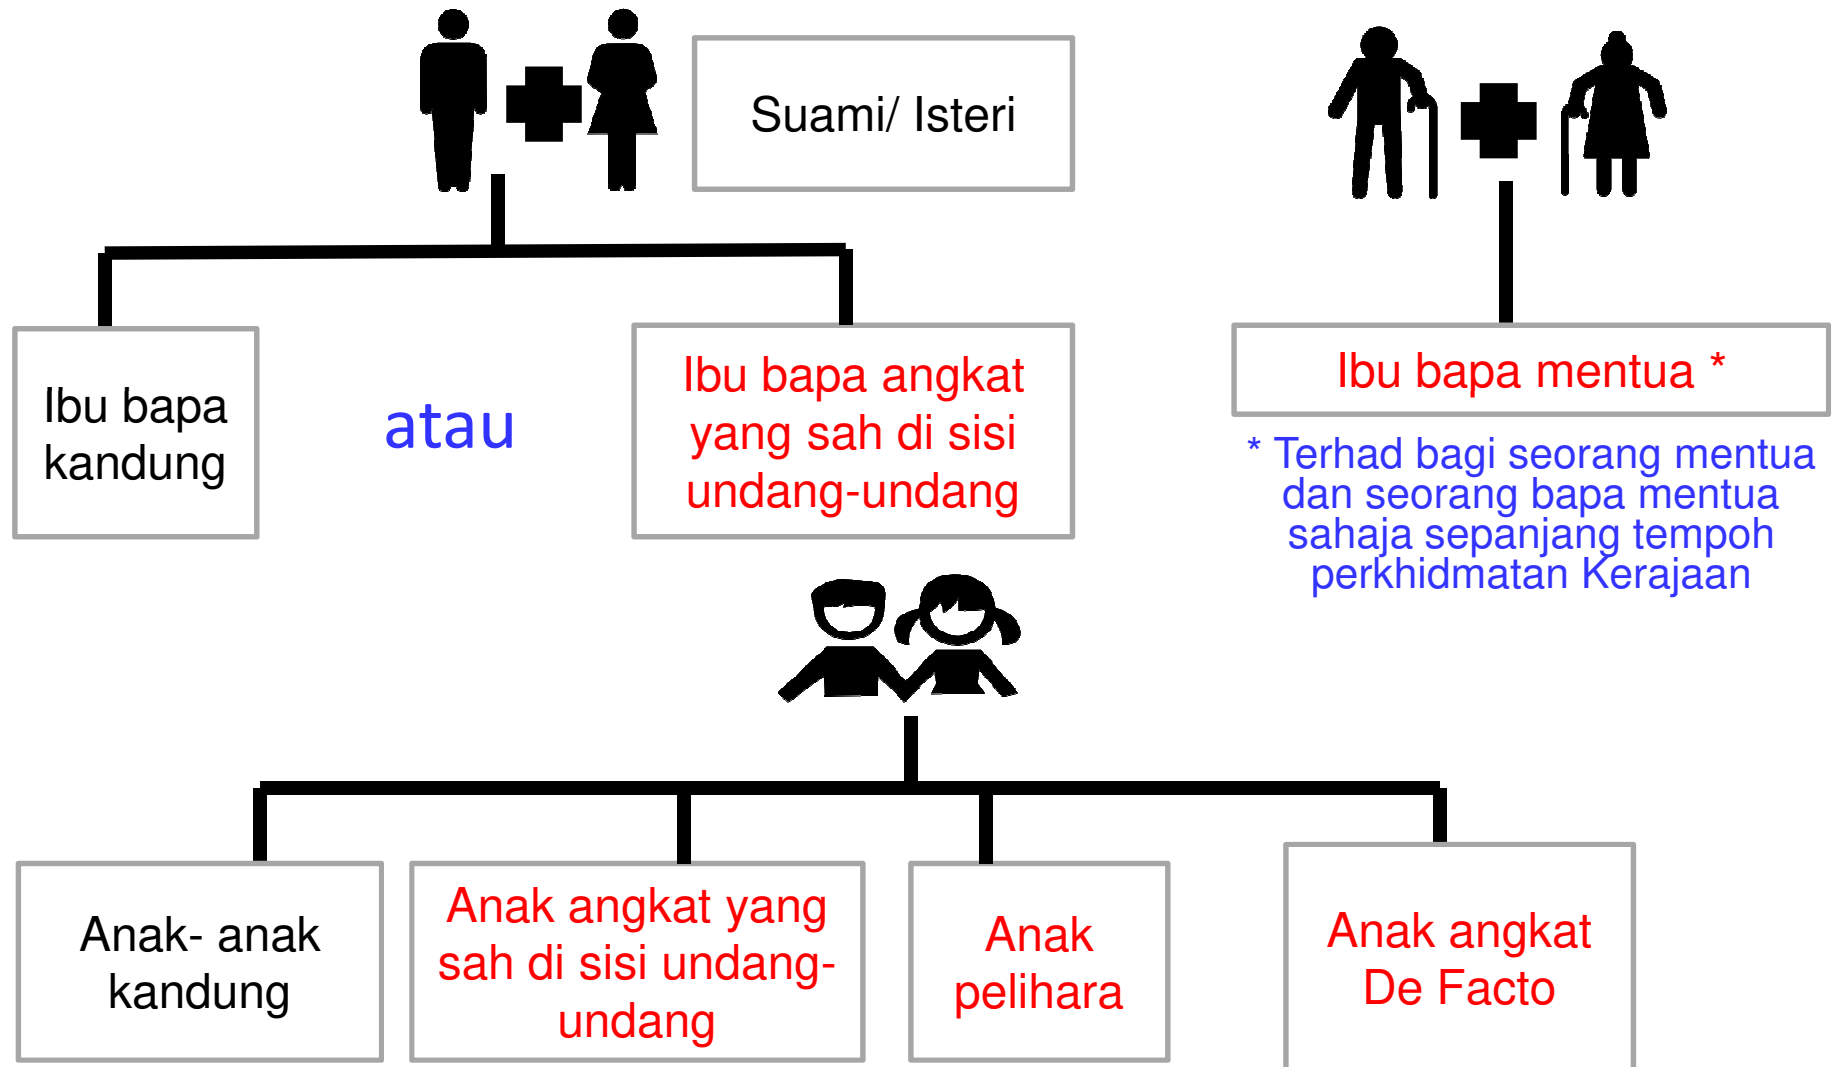 Suami/ Isteri
Ibu bapa
kandung
atau
Ibu bapa angkat
yang sah di sisi
undang-undang
Ibu bapa mentua *
* Terhad bagi seorang mentua
dan seorang bapa mentua
sahaja sepanjang tempoh
perkhidmatan Kerajaan
Anak- anak
kandung
Anak angkat yang
sah di sisi undang-
undang
Anak
pelihara
Anak angkat
De Facto